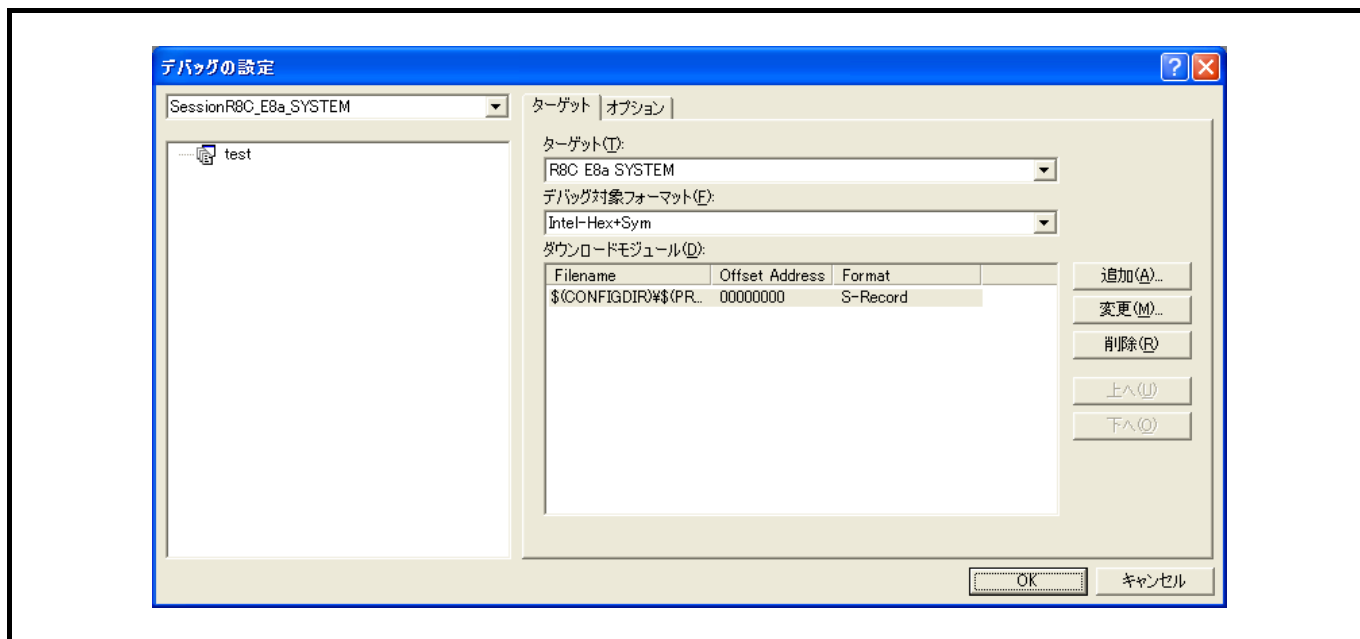 デバッグの設定
SessionR8C_E8a_SYSTEM
test
ターゲット オプション
ターゲット(T):
R8C E8a SYSTEM
デバッグ対象フォーマット(F):
Intel-Hex+Sym
ダウンロードモジュール(D):
Filename Offset Address Format
$(CONFIGDIR)¥$(PR... 00000000 S-Record
追加(A)...
変更(M)...
削除(R)
上へ(U)
下へ(O)
OK キャンセル